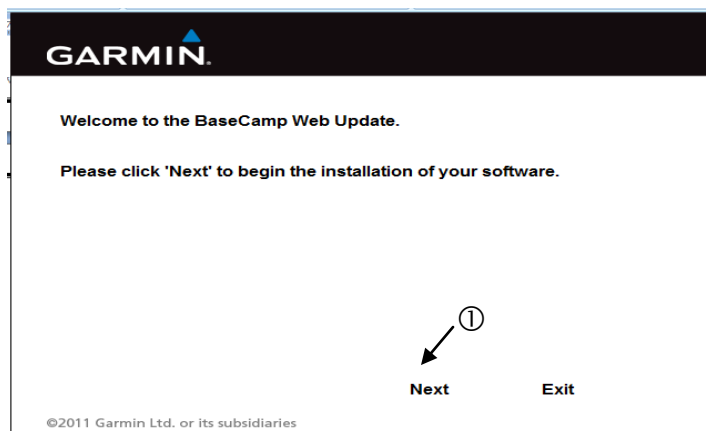 GARMIN.
Welcome to the BaseCamp Web Update.
Please click 'Next' to begin the installation of your software.
①
Next Exit
©2011 Garmin Ltd. or its subsidiaries